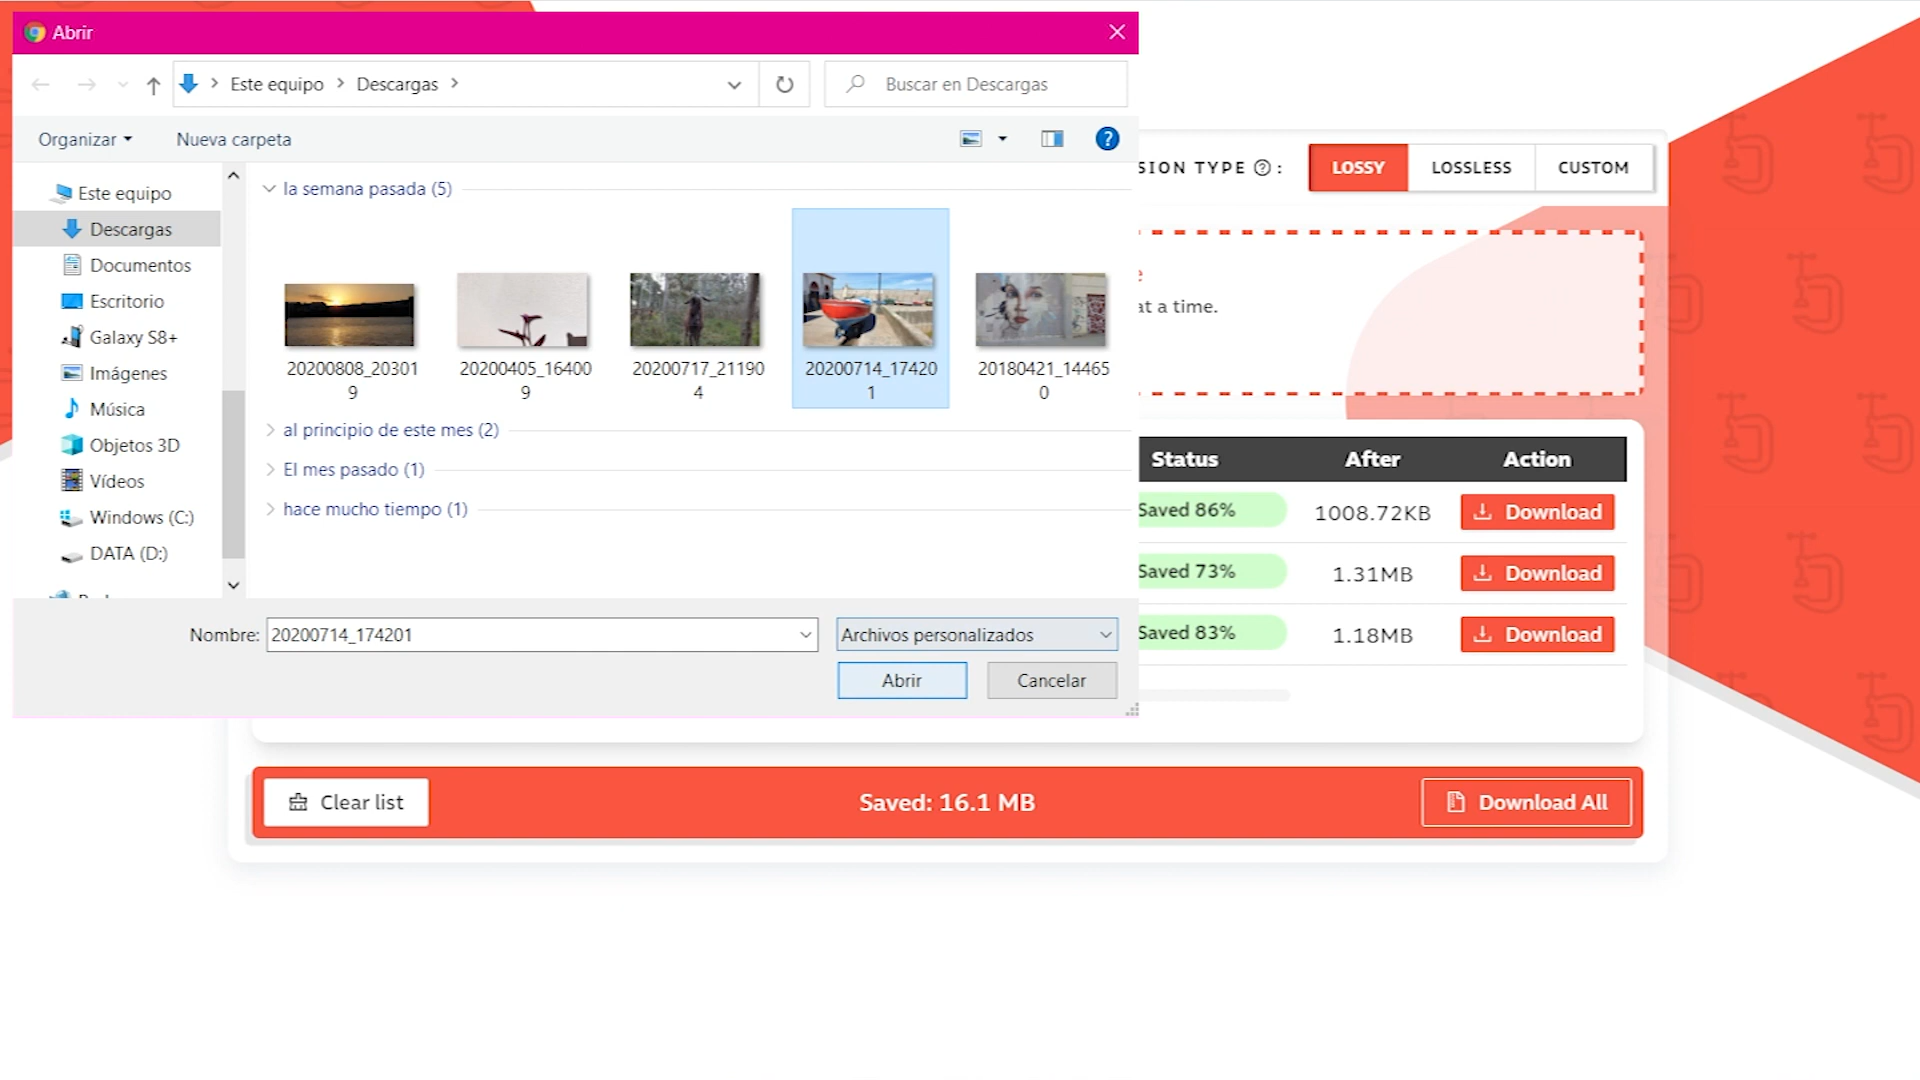 Abrir
Este equipo
Descargas
Buscar en Descargas
Organizar
Nueva carpeta
?
Este equipo
Descargas
Documentos
Escritorio
Galaxy S8+
Imágenes
Música
Objetos 3D
Vídeos
Windows (C:)
DATA (D:)
la semana pasada (5)
20200808_20301
9
20200405_16400
9
20200717_21190
4
20200714_17420
1
20180421_14465
0
al principio de este mes (2)
El mes pasado (1)
hace mucho tiempo (1)
Nombre:
20200714_174201
Archivos personalizados
Abrir
Cancelar
SION TYPE ? :
LOSSY
LOSSLESS
CUSTOM
e
at a time.
Status
After
Action
Saved 86%
1008.72KB
Download
Saved 73%
1.31MB
Download
Saved 83%
1.18MB
Download
Clear list
Saved: 16.1 MB
Download All